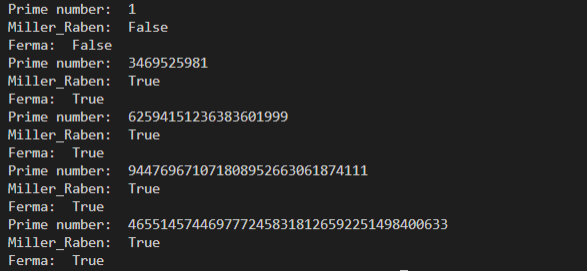 Prime number:  1
Miller_Raben:  False
Ferma:  False
Prime number:  3469525981
Miller_Raben:  True
Ferma:  True
Prime number:  62594151236383601999
Miller_Raben:  True
Ferma:  True
Prime number:  944769671071808952663061874111
Miller_Raben:  True
Ferma:  True
Prime number:  4655145744697772458318126592251498400633
Miller_Raben:  True
Ferma:  True